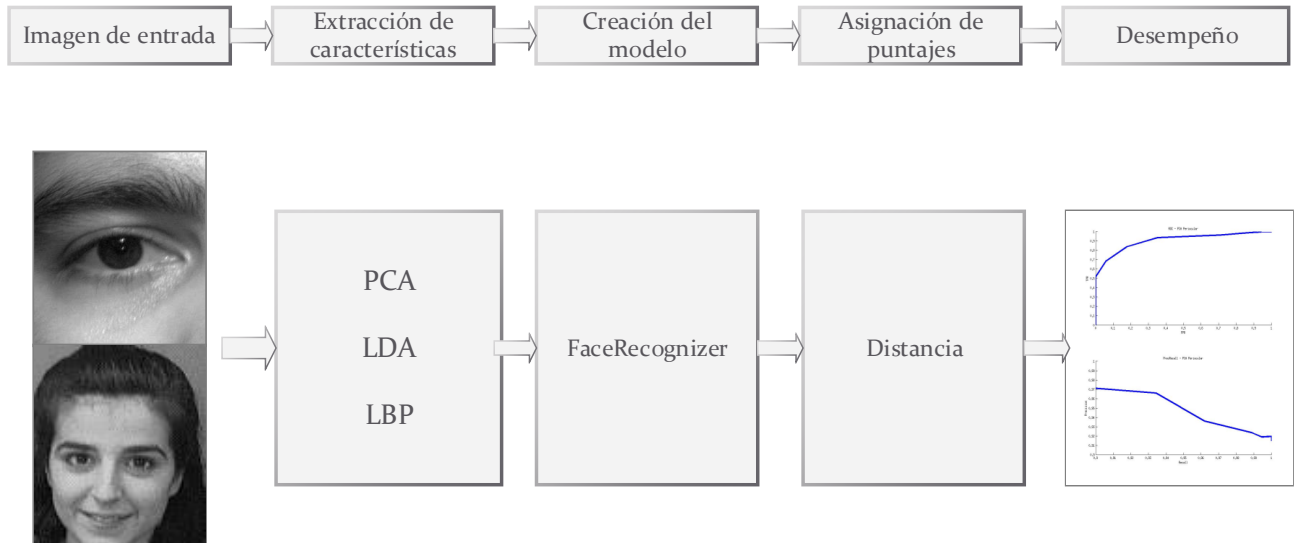 Imagen de entrada
Extracción de
características
Creación del
modelo
Asignación de
puntajes
Desempeño
PCA
LDA
LBP
FaceRecognizer
Distancia